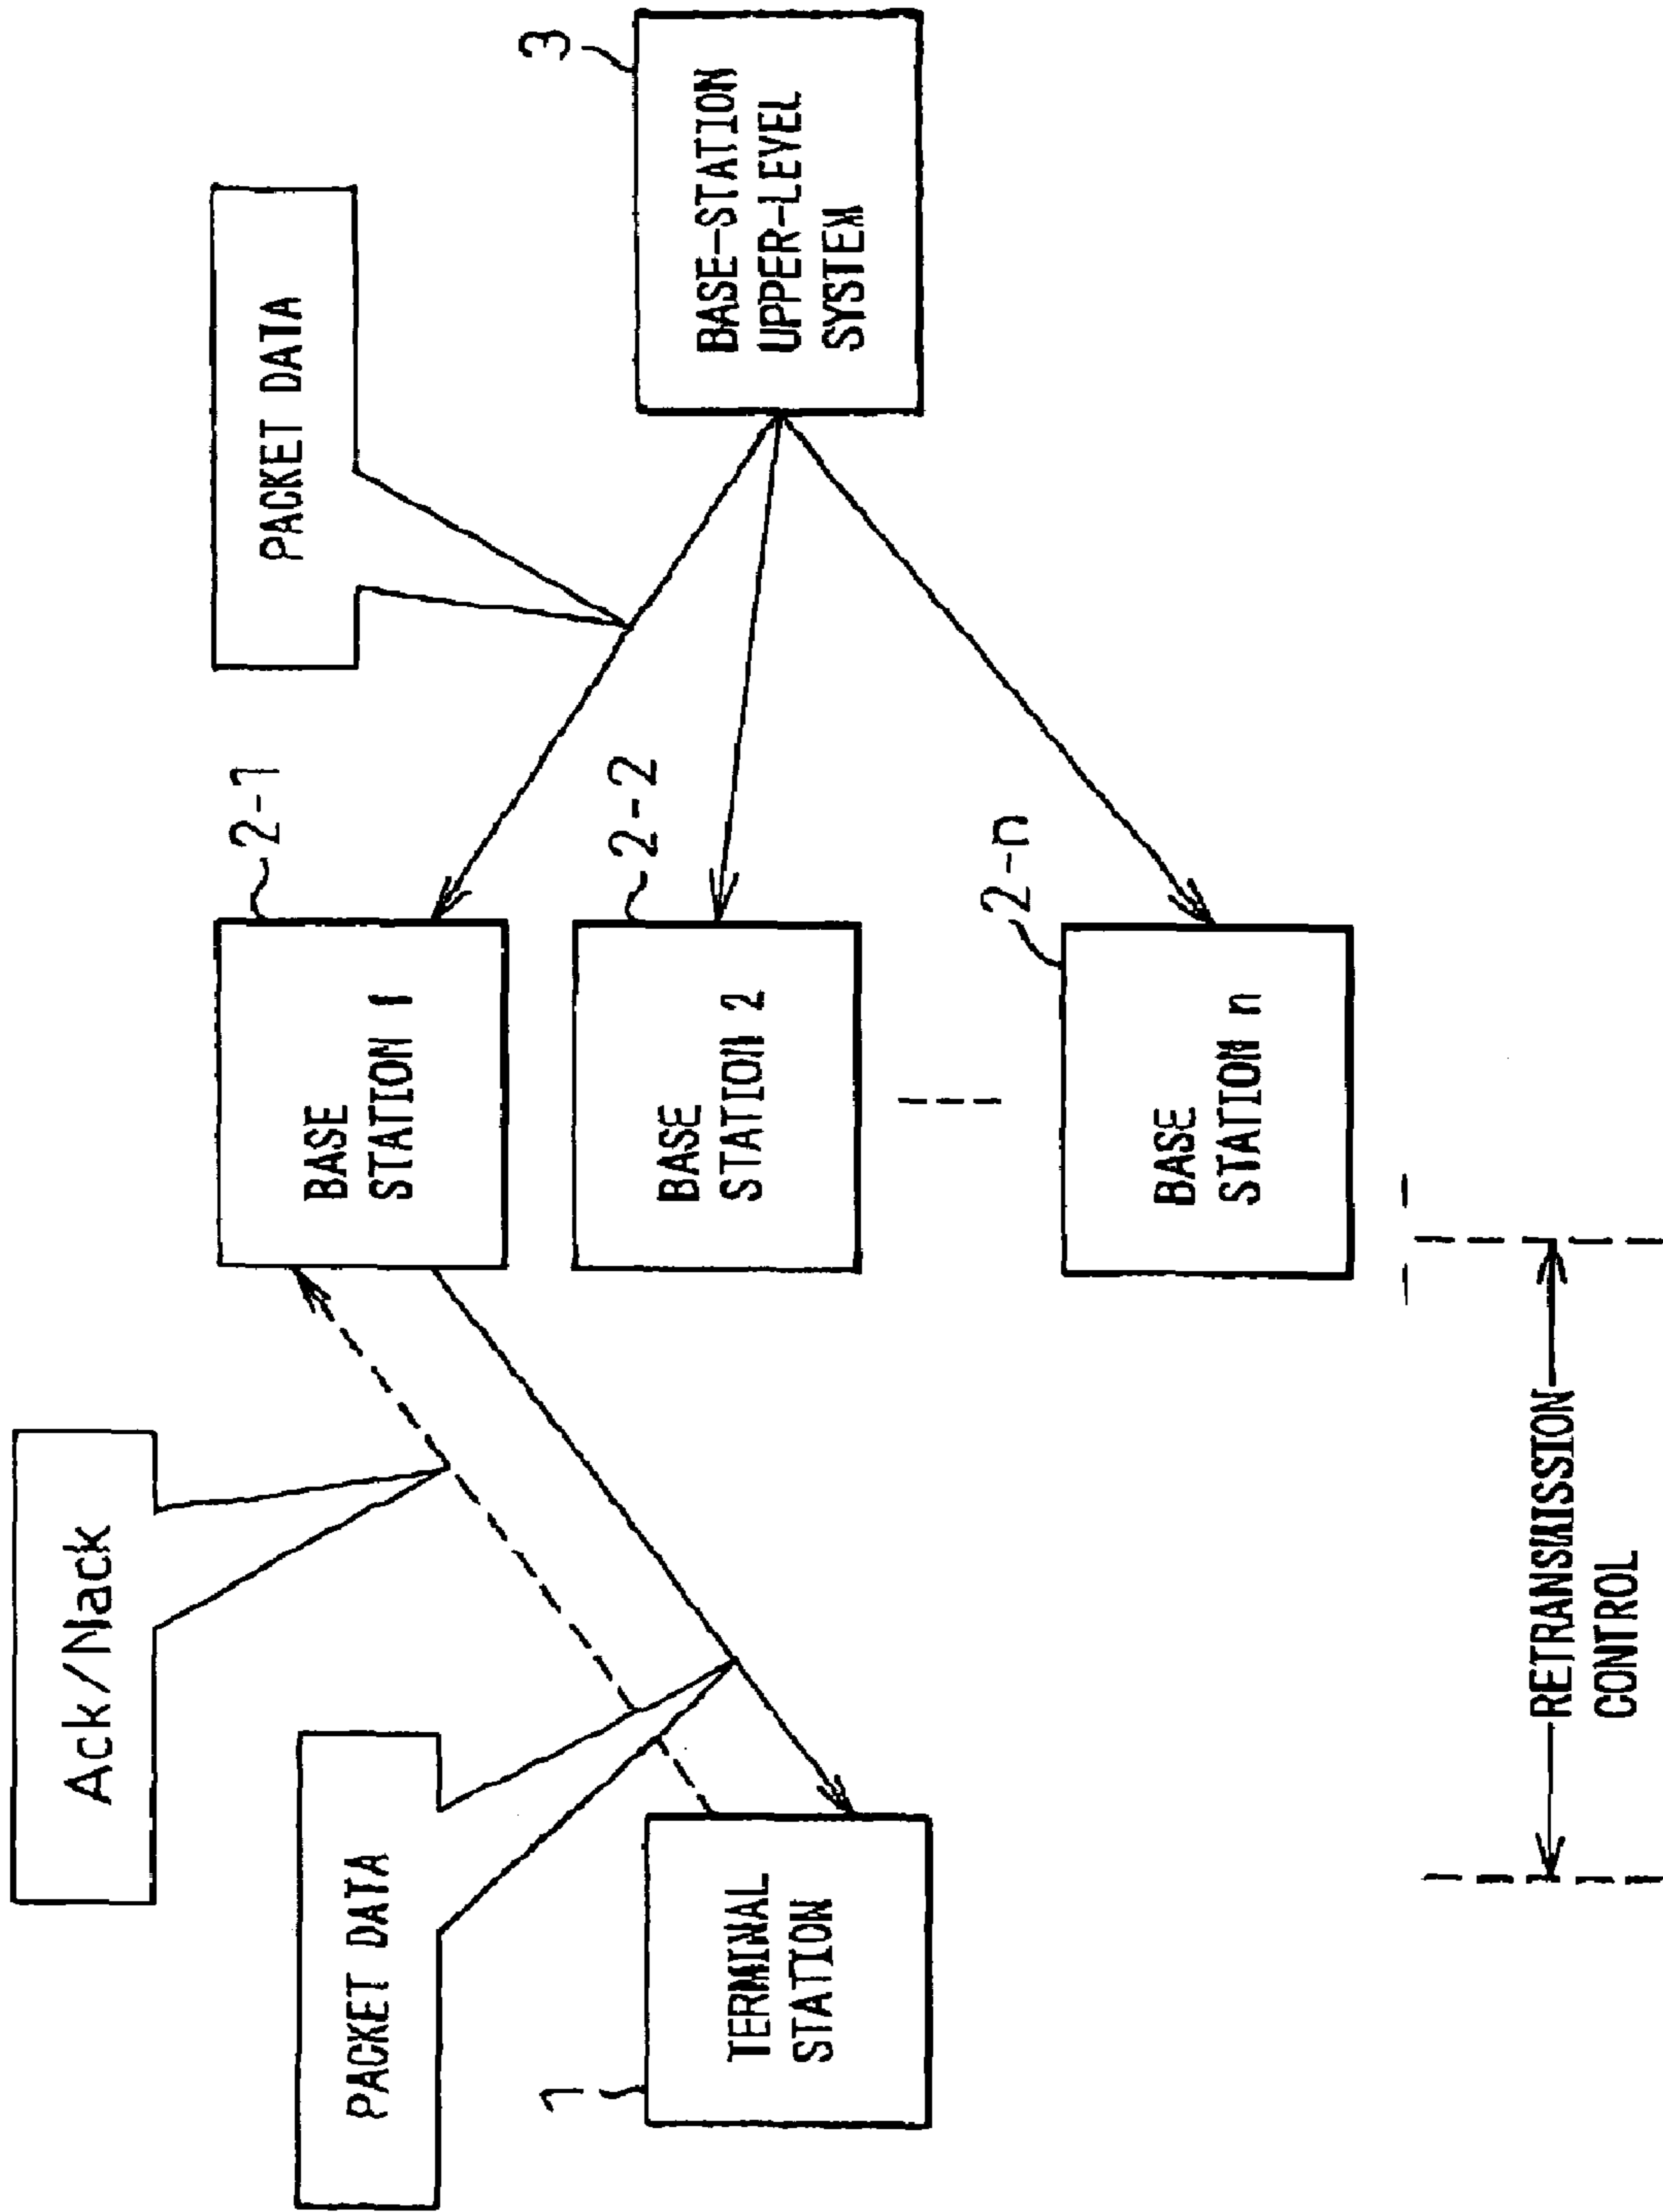 Ack/Nack
PACKET DATA
PACKET DATA
1
TERMINAL
STATION
2-1
BASE
STATION 1
2-2
BASE
STATION 2
2-n
BASE
STATION n
3
BASE-STATION
UPPER-LEVEL
SYSTEM
RETRANSMISSION
CONTROL